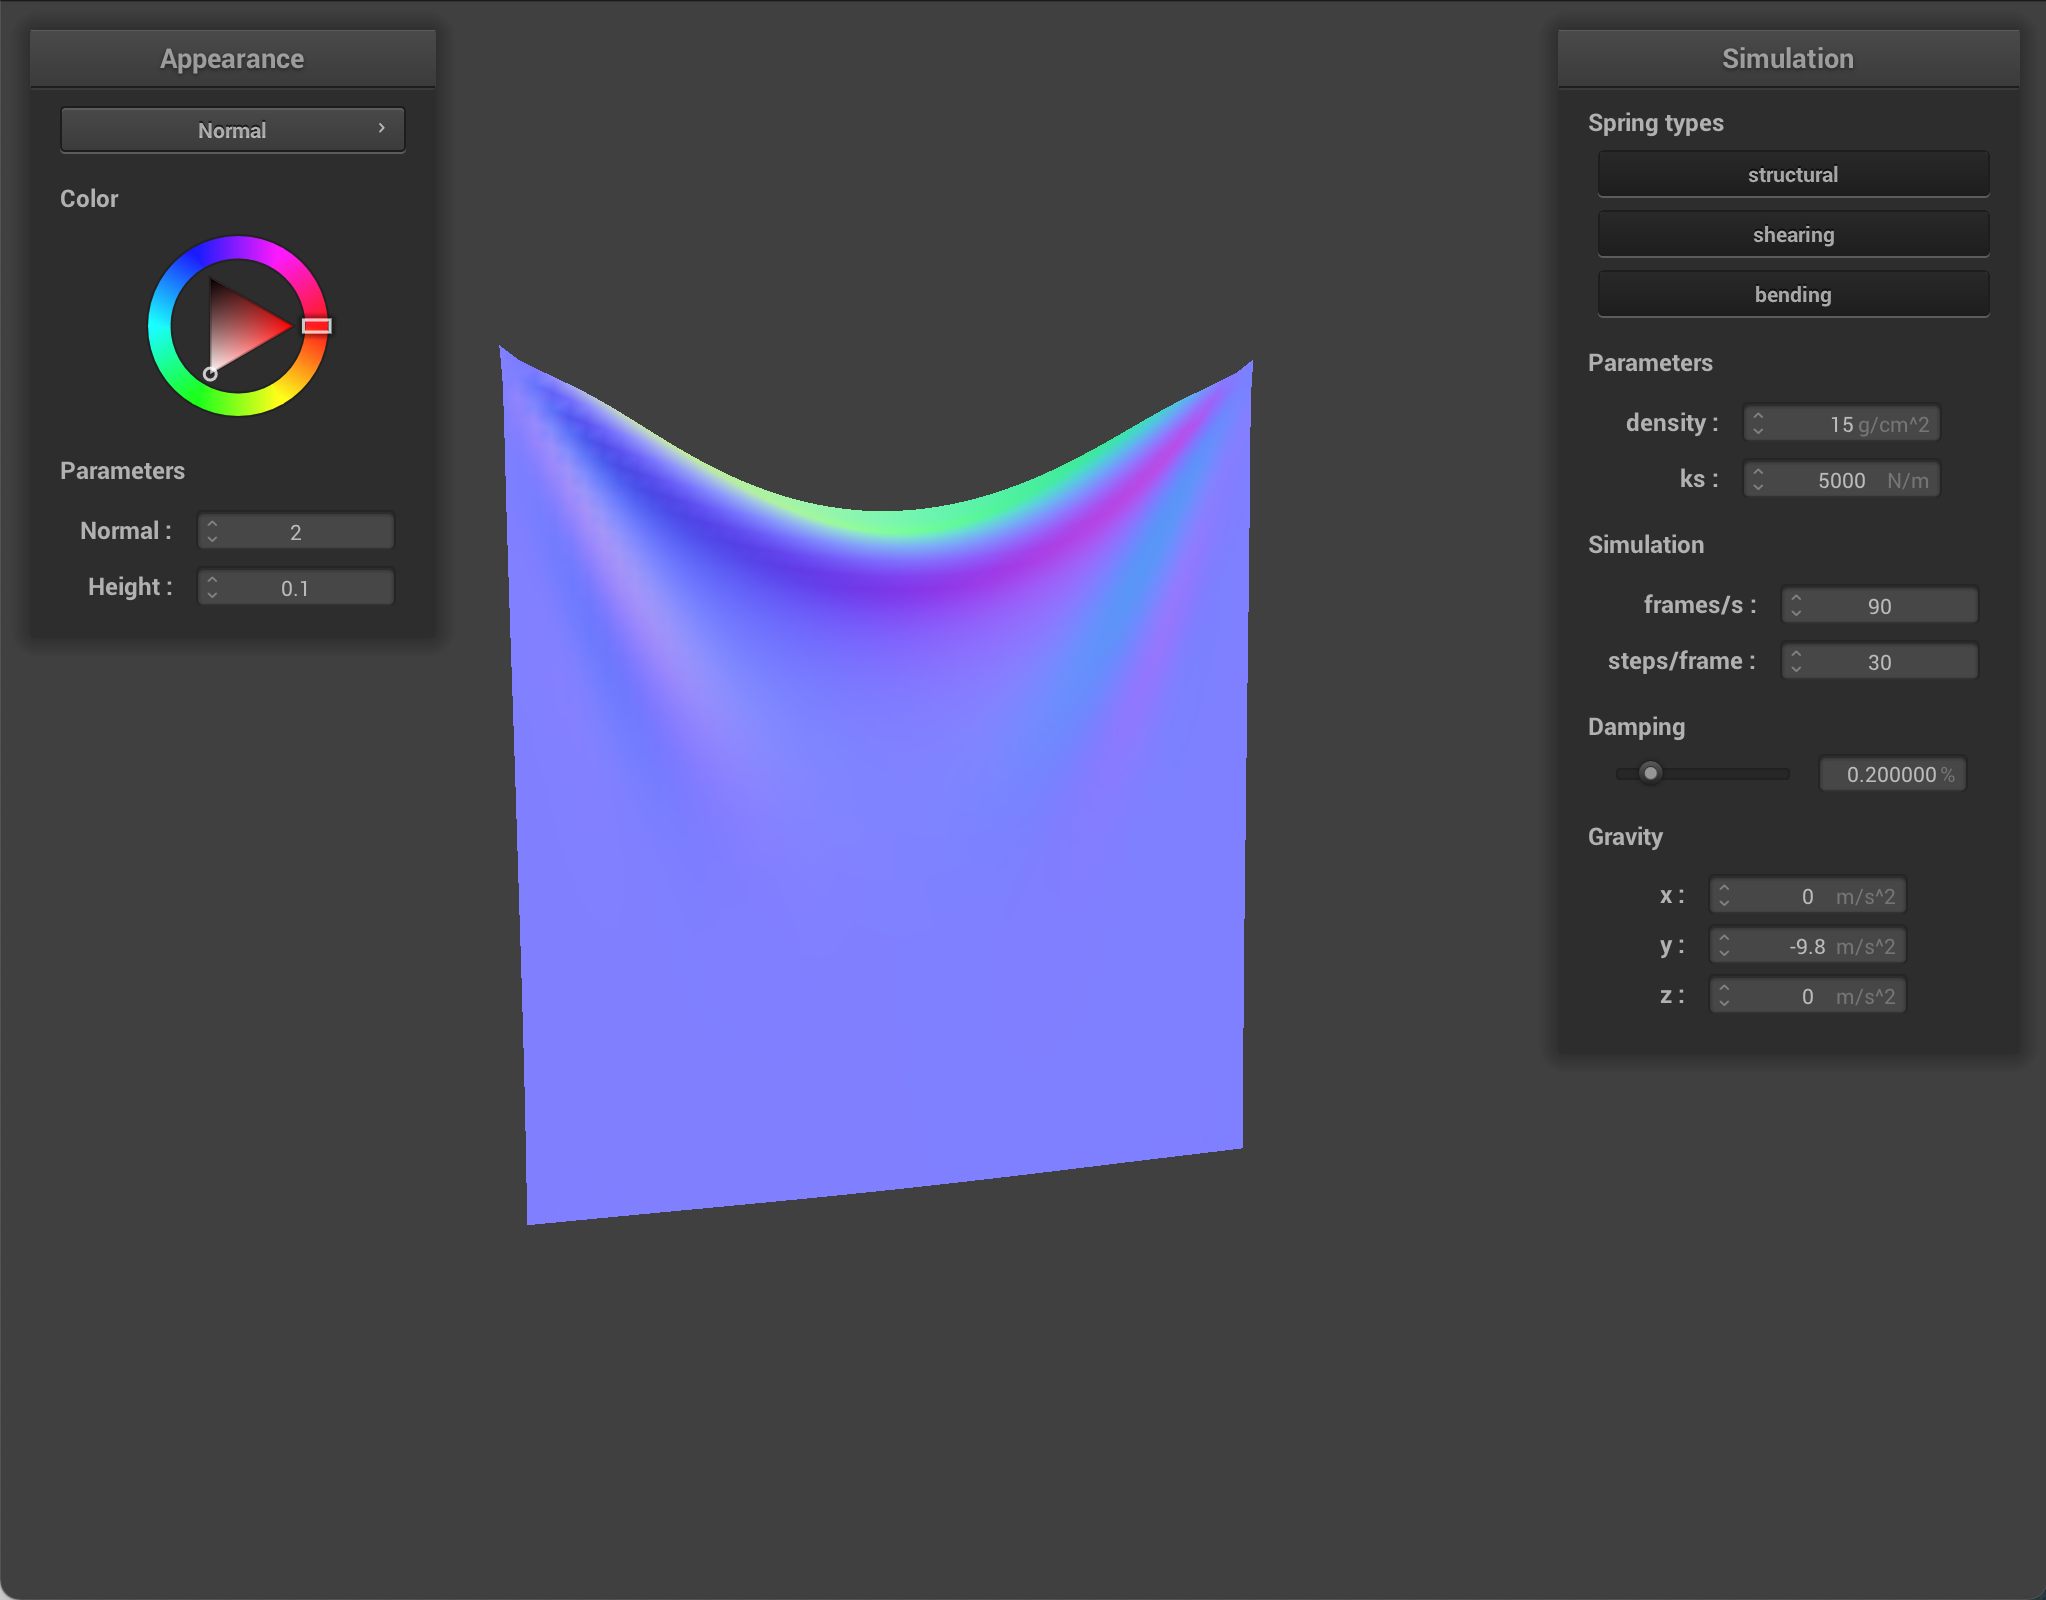 Appearance
Normal
Color
Parameters
Normal : 2
Height : 0.1
Simulation
Spring types
structural
shearing
bending
Parameters
density : 15 g/cm^2
ks : 5000 N/m
Simulation
frames/s : 90
steps/frame : 30
Damping
0.200000 %
Gravity
x : 0 m/s^2
y : -9.8 m/s^2
z : 0 m/s^2